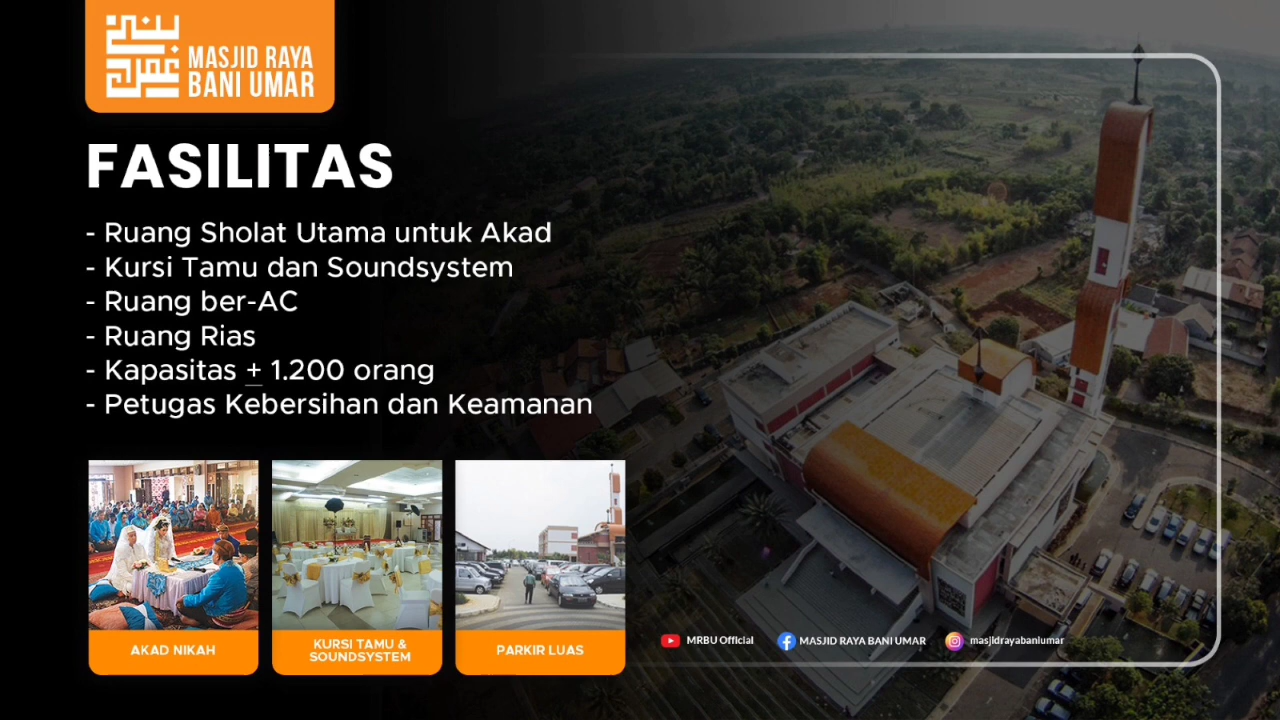 MASJID RAYA
BANI UMAR
FASILITAS
- Ruang Sholat Utama untuk Akad
- Kursi Tamu dan Soundsystem
- Ruang ber-AC
- Ruang Rias
- Kapasitas ± 1.200 orang
- Petugas Kebersihan dan Keamanan
AKAD NIKAH
KURSI TAMU &
SOUNDSYSTEM
PARKIR LUAS
MRBU Official
MASJID RAYA BANI UMAR
masjidrayabaniumar